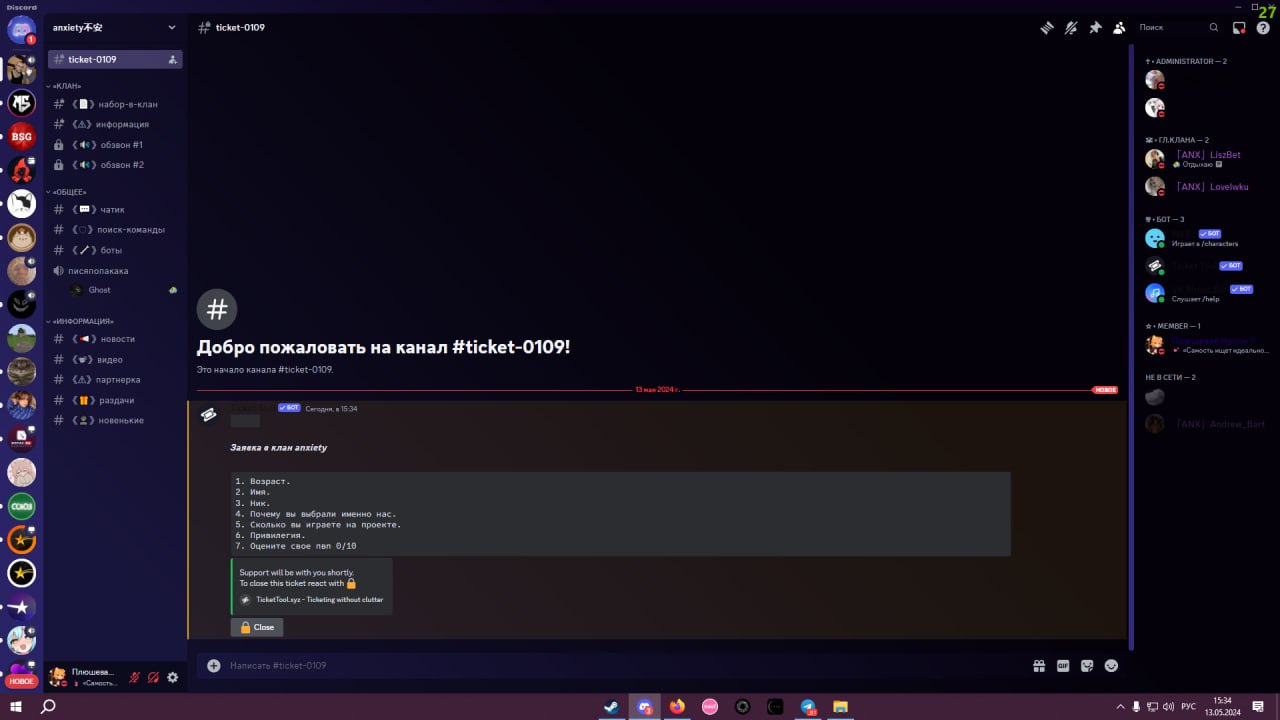 Discord
27
anxiety不安
ticket-0109
Поиск
1
ticket-0109
«КЛАН»
《📄》набор-в-клан
《⚠》информация
《🔊》обзвон #1
《🔊》обзвон #2
«ОБЩЕЕ»
《💬》чатик
поиск-команды
боты
писяпопакака
Ghost
«ИНФОРМАЦИЯ»
новости
видео
《⚠》партнерка
раздачи
новенькие
BSG
СОЮЗ
НОВОЕ
Плюшева...
«Самость...
Добро пожаловать на канал #ticket-0109!
Это начало канала #ticket-0109.
13 мая 2024 г.
НОВОЕ
БОТ Сегодня, в 15:34
Заявка в клан anxiety
1. Возраст.
2. Имя.
3. Ник.
4. Почему вы выбрали именно нас.
5. Сколько вы играете на проекте.
6. Привилегия.
7. Оцените свое пвп 0/10
Support will be with you shortly.
To close this ticket react with 🔒
TicketTool.xyz - Ticketing without clutter
Close
Написать #ticket-0109
GIF
ADMINISTRATOR — 2
ГЛ.КЛАНА — 2
「ANX」 LiszBet
Отдыхаю
「ANX」 Lovelwku
БОТ — 3
БОТ
Играет в /characters
БОТ
БОТ
Слушает /help
MEMBER — 1
«Самость ищет идеально...
НЕ В СЕТИ — 2
「ANX」 Andrew_Bart
РУС
15:34
13.05.2024